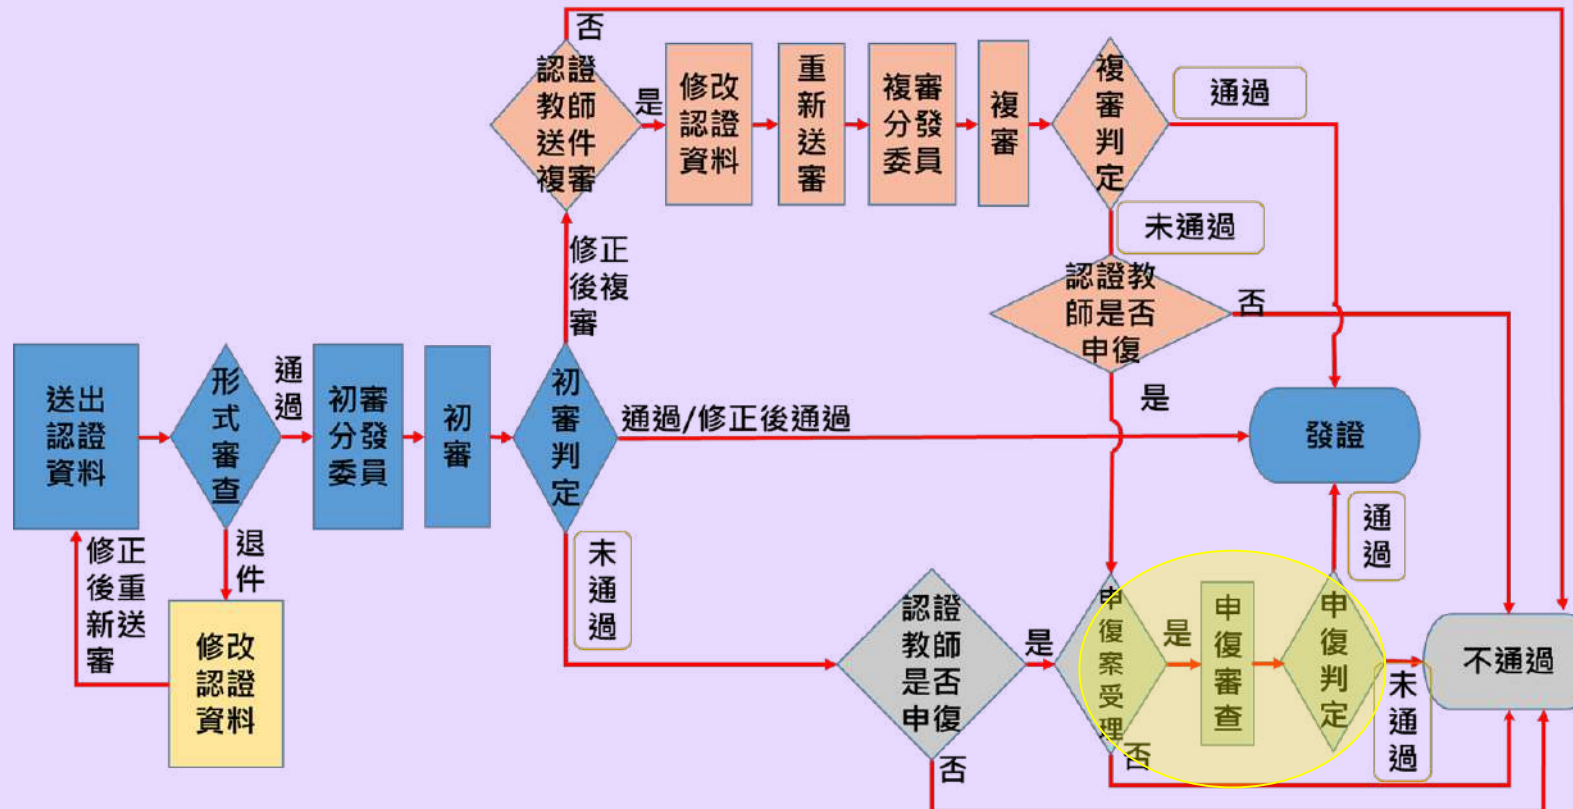 否
認證
教師
送件
複審
是
修改
認證
資料
重
新
送
審
複審
分發
委員
複
審
複
審
判
定
通過
未通過
修正
後複
審
認證教
師是否
申復
否
是
送出
認證
資料
形
式
審
查
通
過
初審
分發
委員
初
審
初
審
判
定
通過/修正後通過
發證
退
件
修正
後重
新送
審
修改
認證
資料
未
通
過
認證
教師
是否
申復
是
否
申
復
案
受
理
是
否
申
復
審
查
申
復
判
定
通
過
未
通
過
不通過